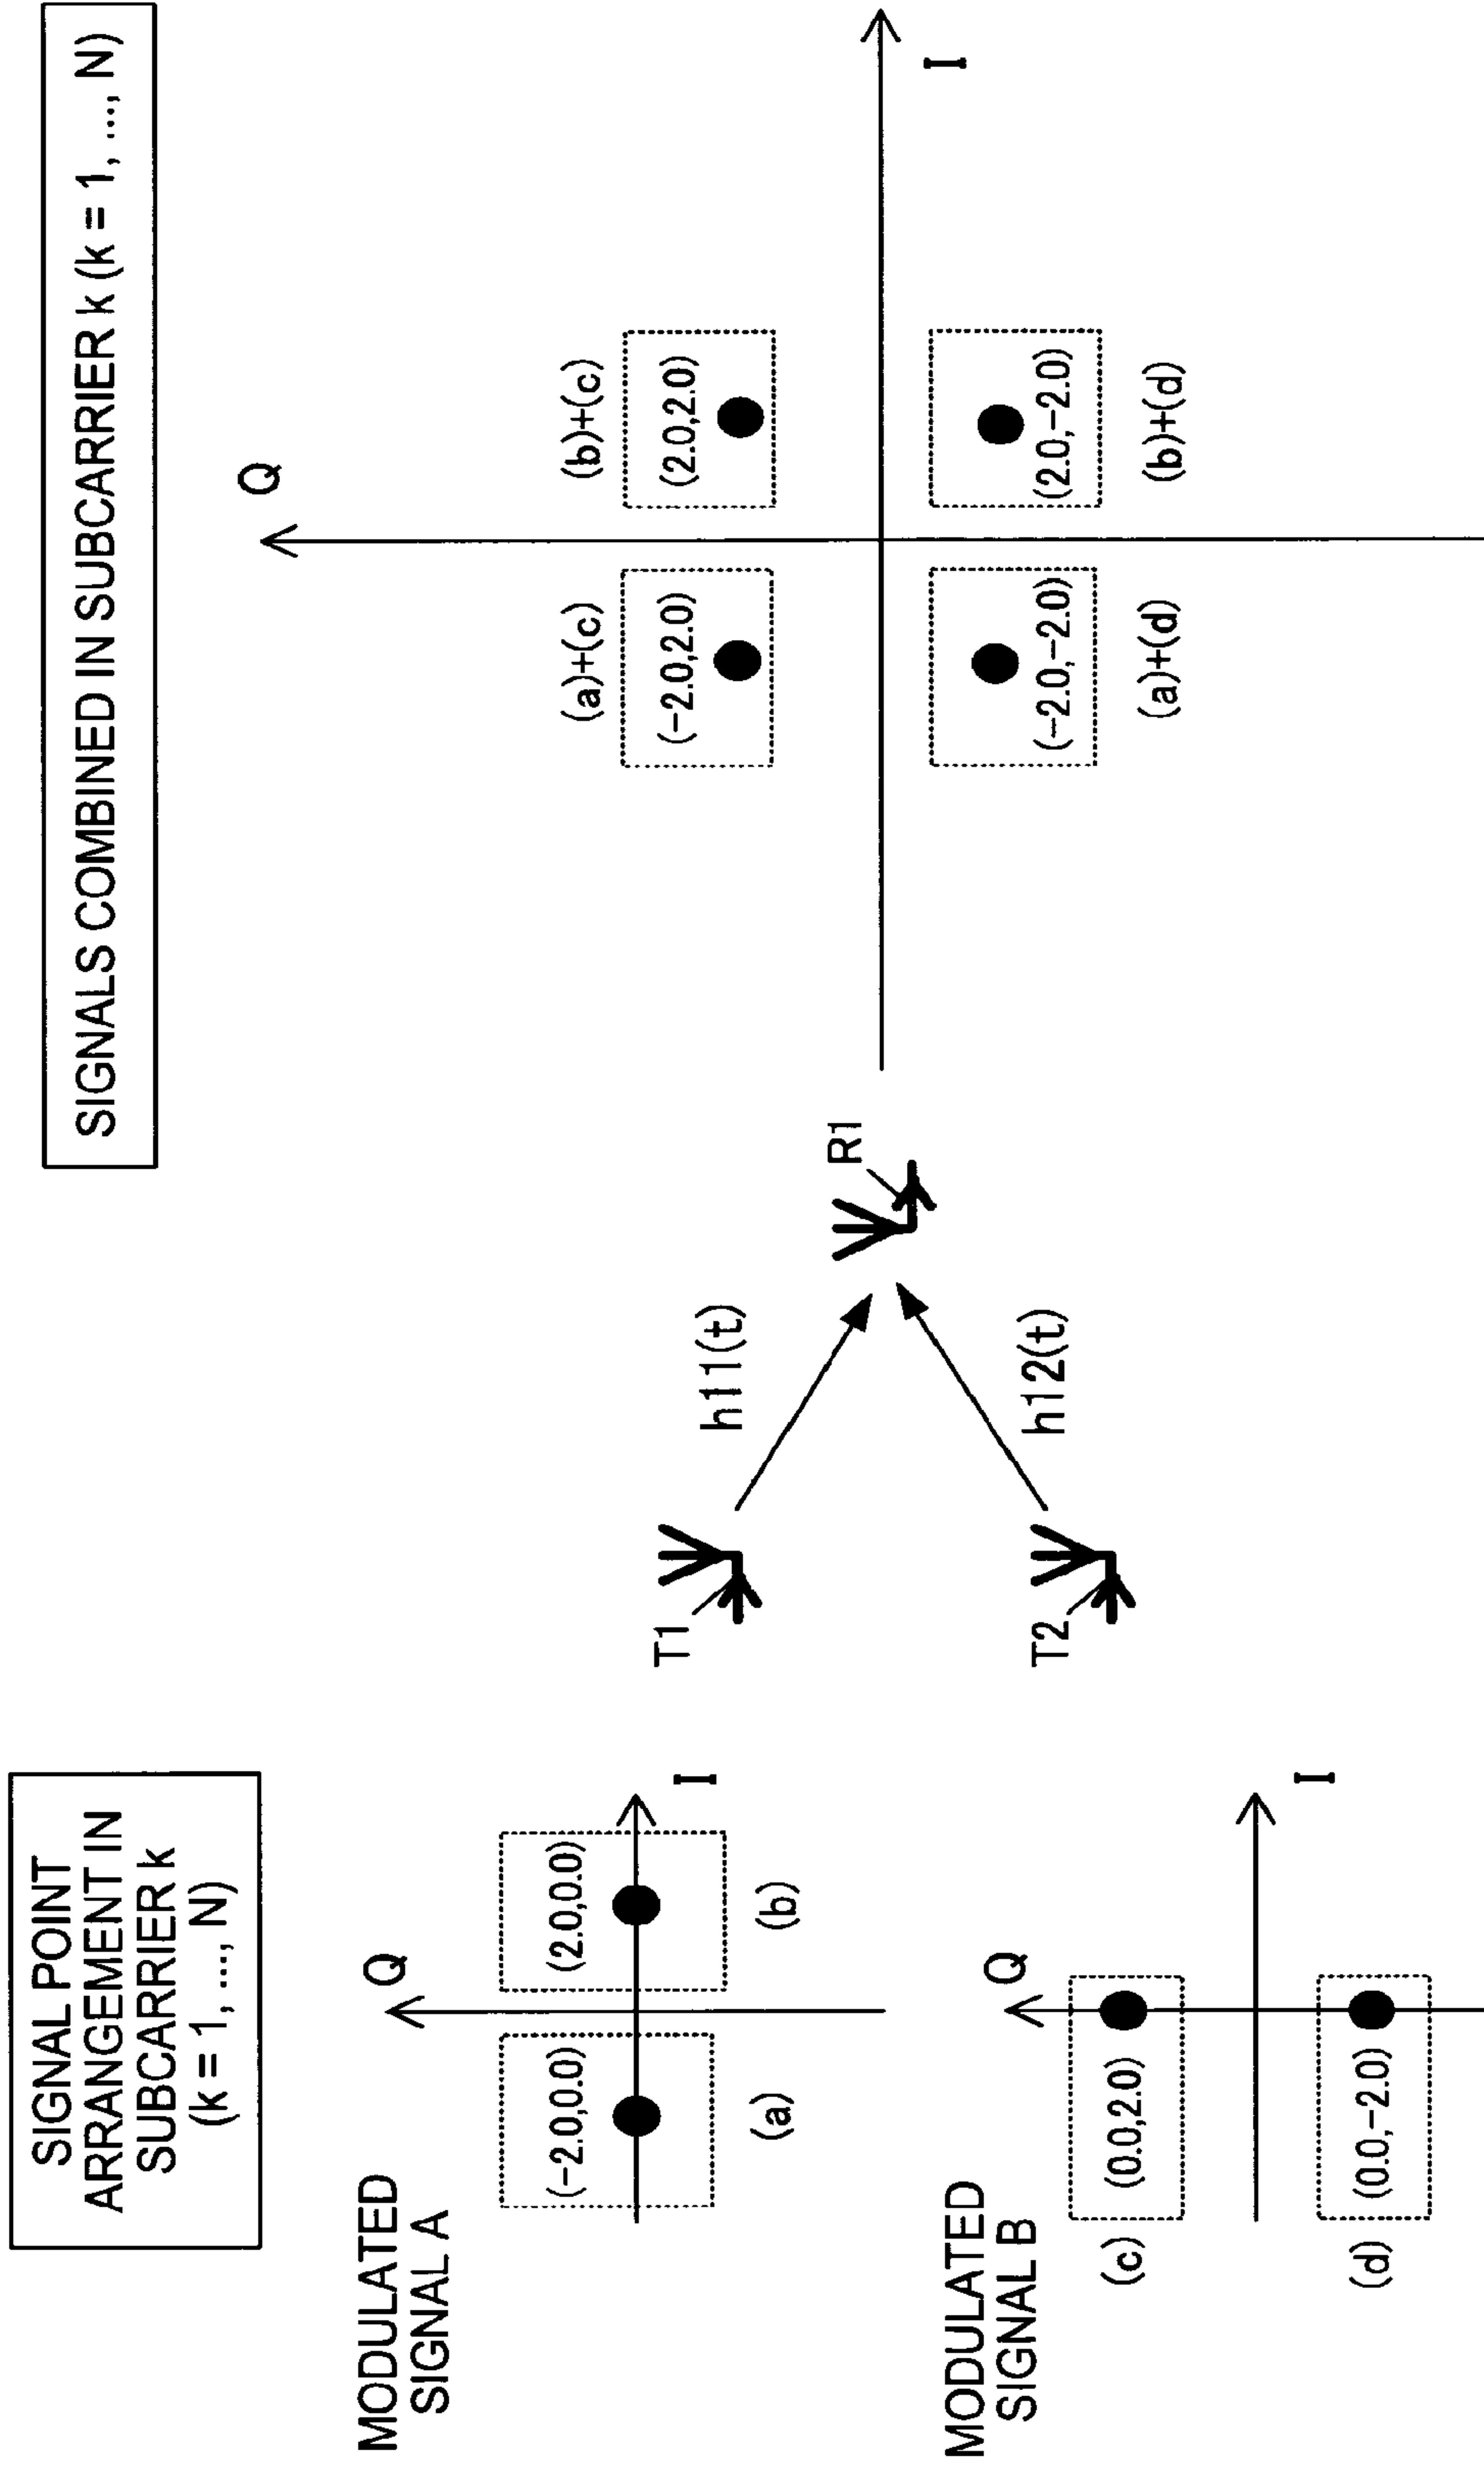 SIGNAL POINT
ARRANGEMENT IN
SUBCARRIER k
(k = 1, ..., N)
MODULATED
SIGNAL A
Q
I
(-2.0,0.0)
(2.0,0.0)
(a)
(b)
MODULATED
SIGNAL B
Q
I
(c)
(0.0,2.0)
(d)
(0.0,-2.0)
T1
T2
h11(t)
h12(t)
R1
SIGNALS COMBINED IN SUBCARRIER k (k = 1, ..., N)
Q
I
(a)+(c)
(-2.0,2.0)
(b)+(c)
(2.0,2.0)
(-2.0,-2.0)
(a)+(d)
(2.0,-2.0)
(b)+(d)